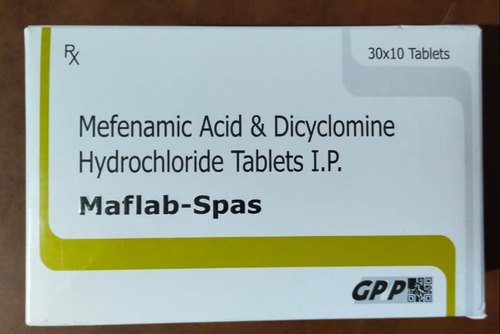 Rx
30x10 Tablets
Mefenamic Acid & Dicyclomine
Hydrochloride Tablets I.P.
Maflab-Spas
GPP